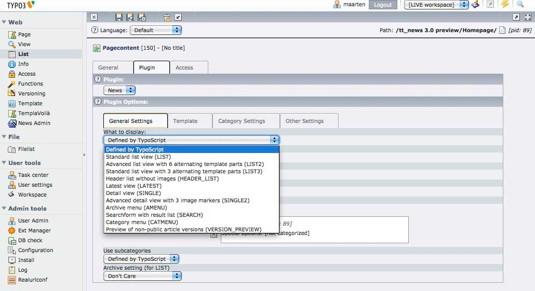 TYPO3
maarten
Logout
[LIVE workspace]
Web
Page
View
List
Info
Access
Functions
Versioning
Template
TemplaVoilà
News Admin
File
Filelist
User tools
Task center
User settings
Workspace
Admin tools
User Admin
Ext Manager
DB check
Configuration
Install
Log
Realurlconf
Language: Default
Path: /tt_news 3.0 preview/Homepage/ [pid: 89]
Pagecontent [150] - [No title]
General Plugin Access
Plugin:
News
Plugin Options:
General Settings Template Category Settings Other Settings
What to display:
Defined by TypoScript
Defined by TypoScript
Standard list view (LIST)
Advanced list view with 6 alternating template parts (LIST2)
Standard list view with 3 alternating template parts (LIST3)
Header list without images (HEADER_LIST)
Latest view (LATEST)
Detail view (SINGLE)
Advanced detail view with 3 image markers (SINGLE2)
Archive menu (AMENU)
Searchform with result list (SEARCH)
Category menu (CATMENU)
Preview of non-public article versions (VERSION_PREVIEW)
89]
categorized]
Use subcategories
Defined by TypoScript
Archive setting (for LIST)
Don't Care